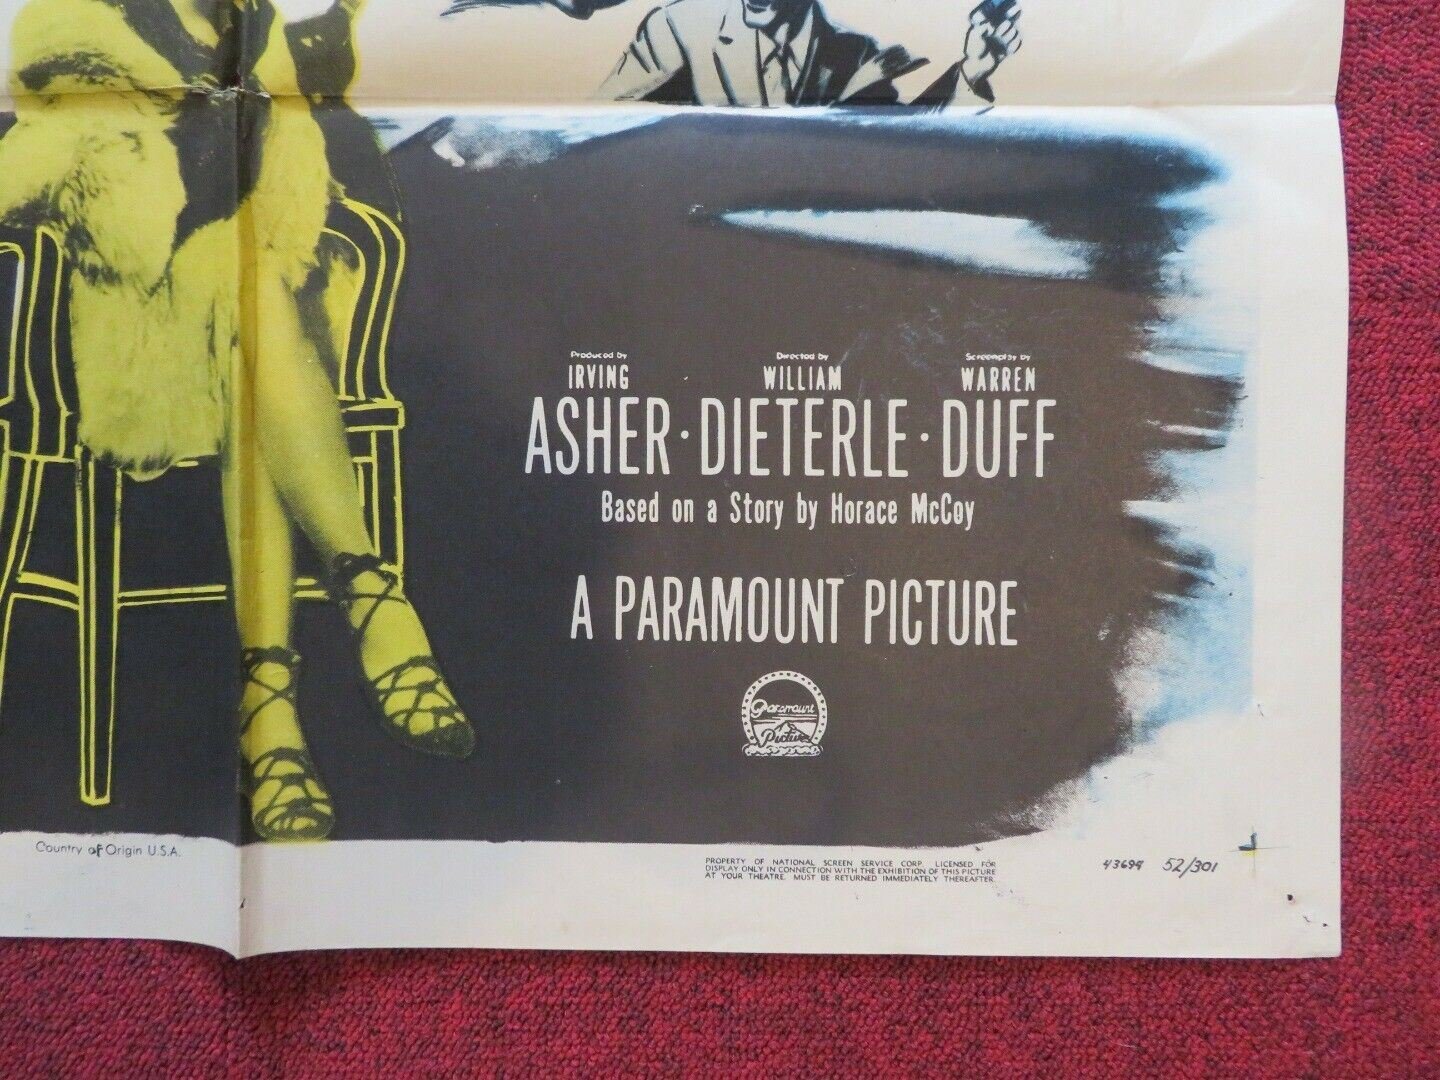 Produced by Directed by Screenplay by
IRVING WILLIAM WARREN
ASHER · DIETERLE · DUFF
Based on a Story by Horace McCoy
A PARAMOUNT PICTURE
Paramount
Pictures
Country of Origin U.S.A.
PROPERTY OF NATIONAL SCREEN SERVICE CORP. LICENSED FOR
DISPLAY ONLY IN CONNECTION WITH THE EXHIBITION OF THIS PICTURE
AT YOUR THEATRE. MUST BE RETURNED IMMEDIATELY THEREAFTER.
43699 52/301